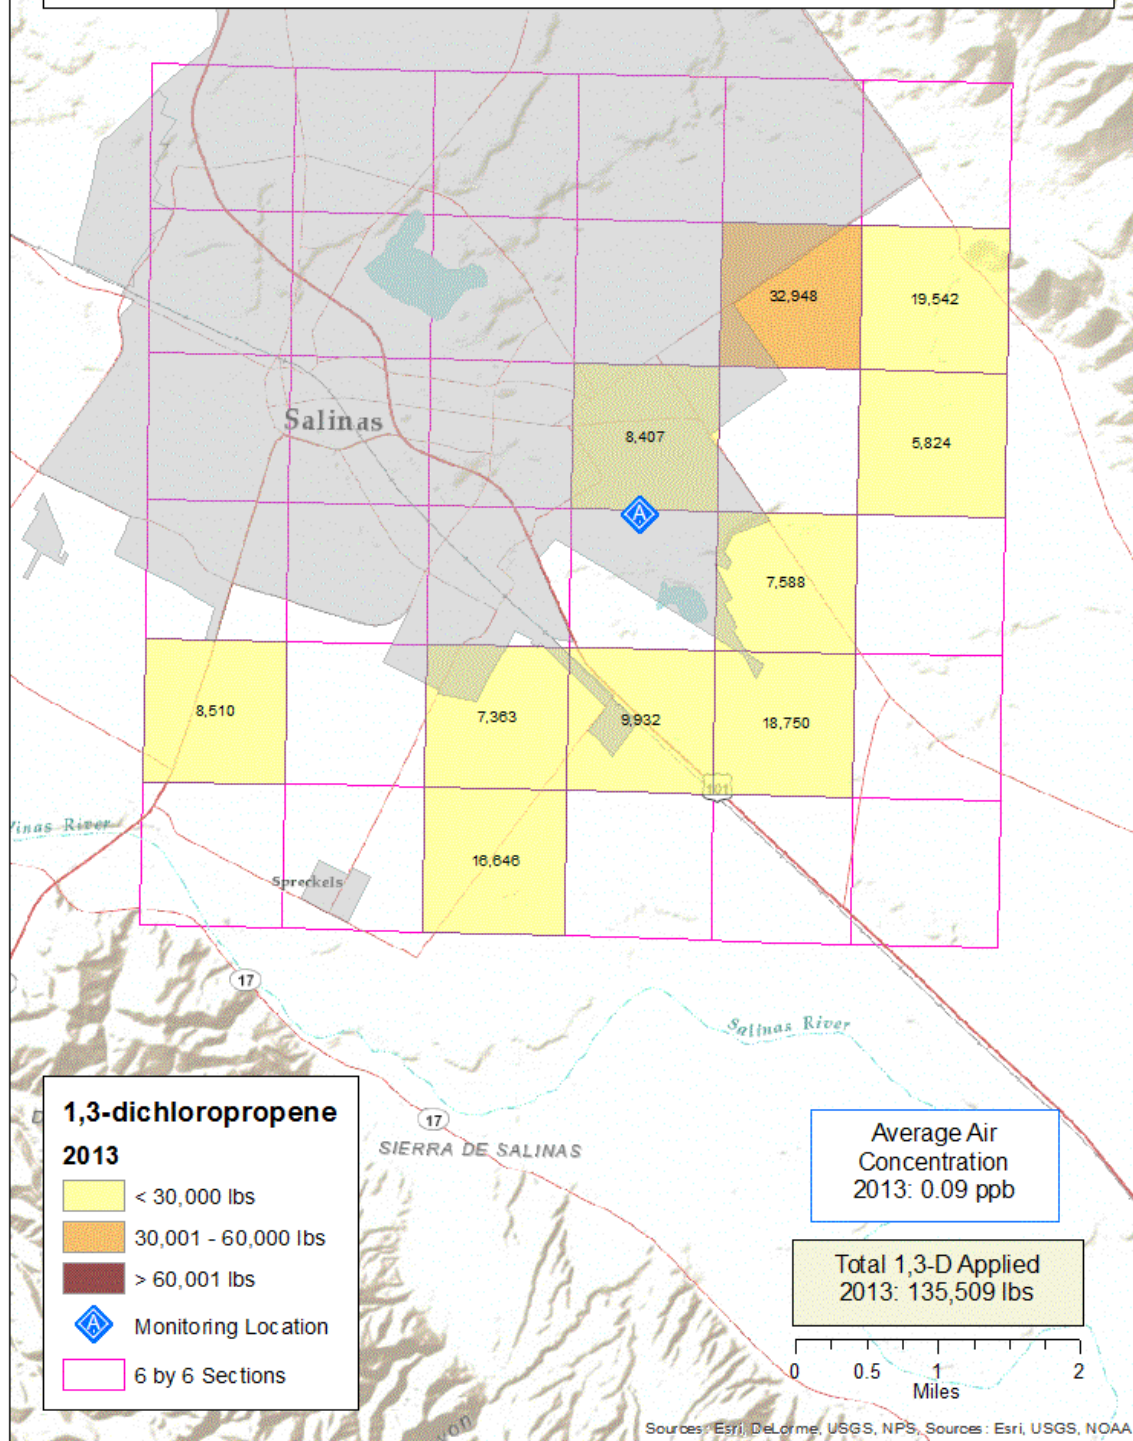 32,948
19,542
Salinas
8,407
5,824
A
7,588
8,510
7,363
9,932
18,750
101
inas River
16,646
Spreckels
17
Salinas River
1,3-dichloropropene
2013
< 30,000 lbs
30,001 - 60,000 lbs
> 60,001 lbs
A
Monitoring Location
6 by 6 Sections
17
SIERRA DE SALINAS
Average Air
Concentration
2013: 0.09 ppb
Total 1,3-D Applied
2013: 135,509 lbs
0 0.5 1 2
Miles
yon
Sources: Esri, DeLorme, USGS, NPS, Sources: Esri, USGS, NOAA